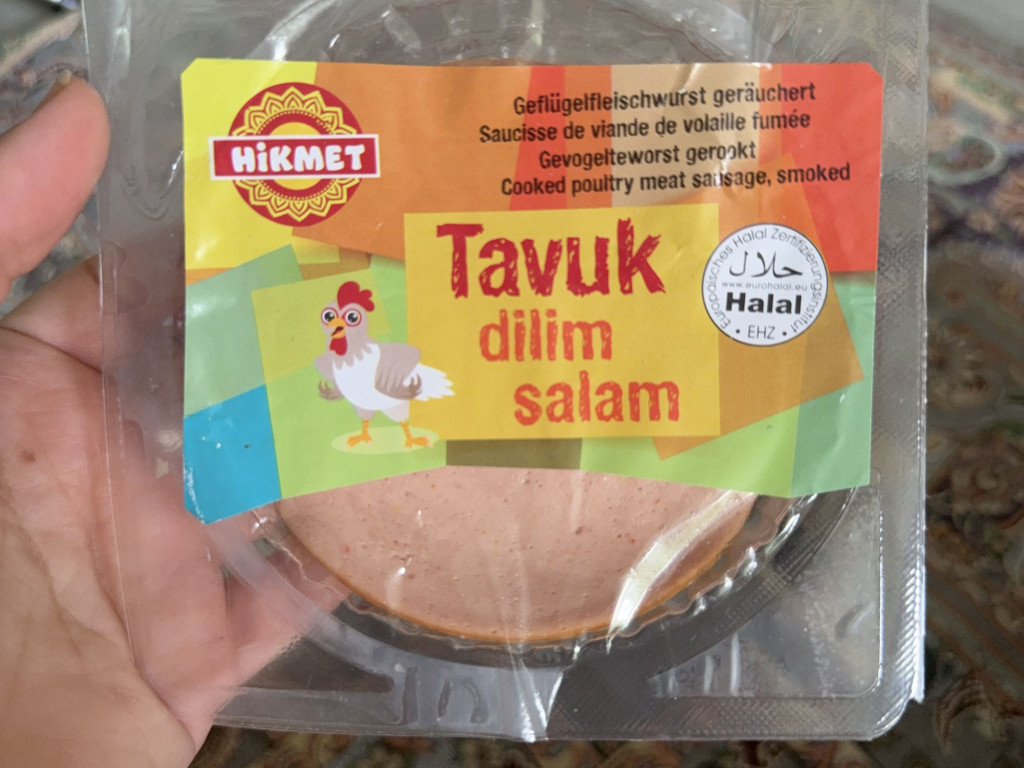 HiKMET
Geflügelfleischwurst geräuchert
Saucisse de viande de volaille fumée
Gevogelteworst gerookt
Cooked poultry meat sausage, smoked
Tavuk
dilim
salam
Europäisches Halal Zertifizierungsinstitut
حلال
www.eurohalal.eu
Halal
• EHZ •